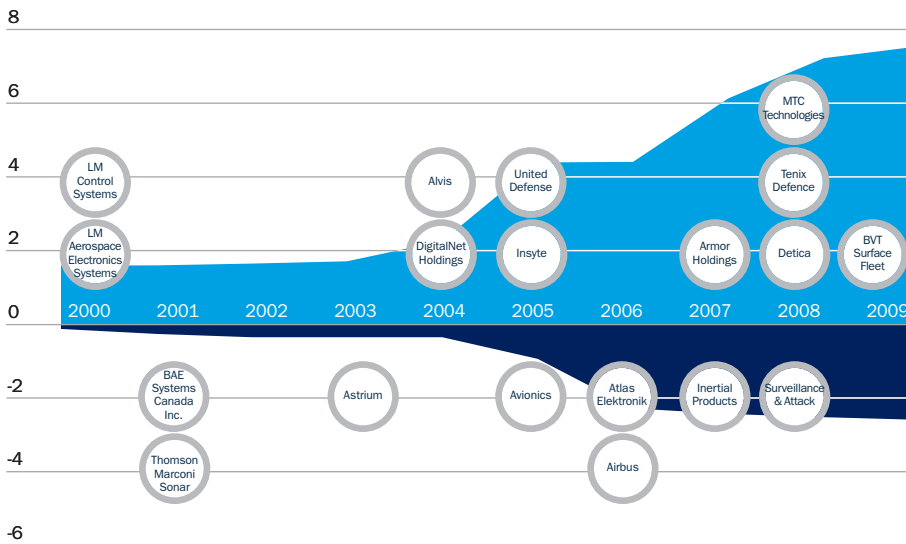 8
6
MTC
Technologies
4
LM
Control
Systems
Alvis
United
Defense
Tenix
Defence
2
LM
Aerospace
Electronics
Systems
DigitalNet
Holdings
Insyte
Armor
Holdings
Detica
BVT
Surface
Fleet
0
2000 2001 2002 2003 2004 2005 2006 2007 2008 2009
-2
BAE
Systems
Canada
Inc.
Astrium
Avionics
Atlas
Elektronik
Inertial
Products
Surveillance
& Attack
-4
Thomson
Marconi
Sonar
Airbus
-6